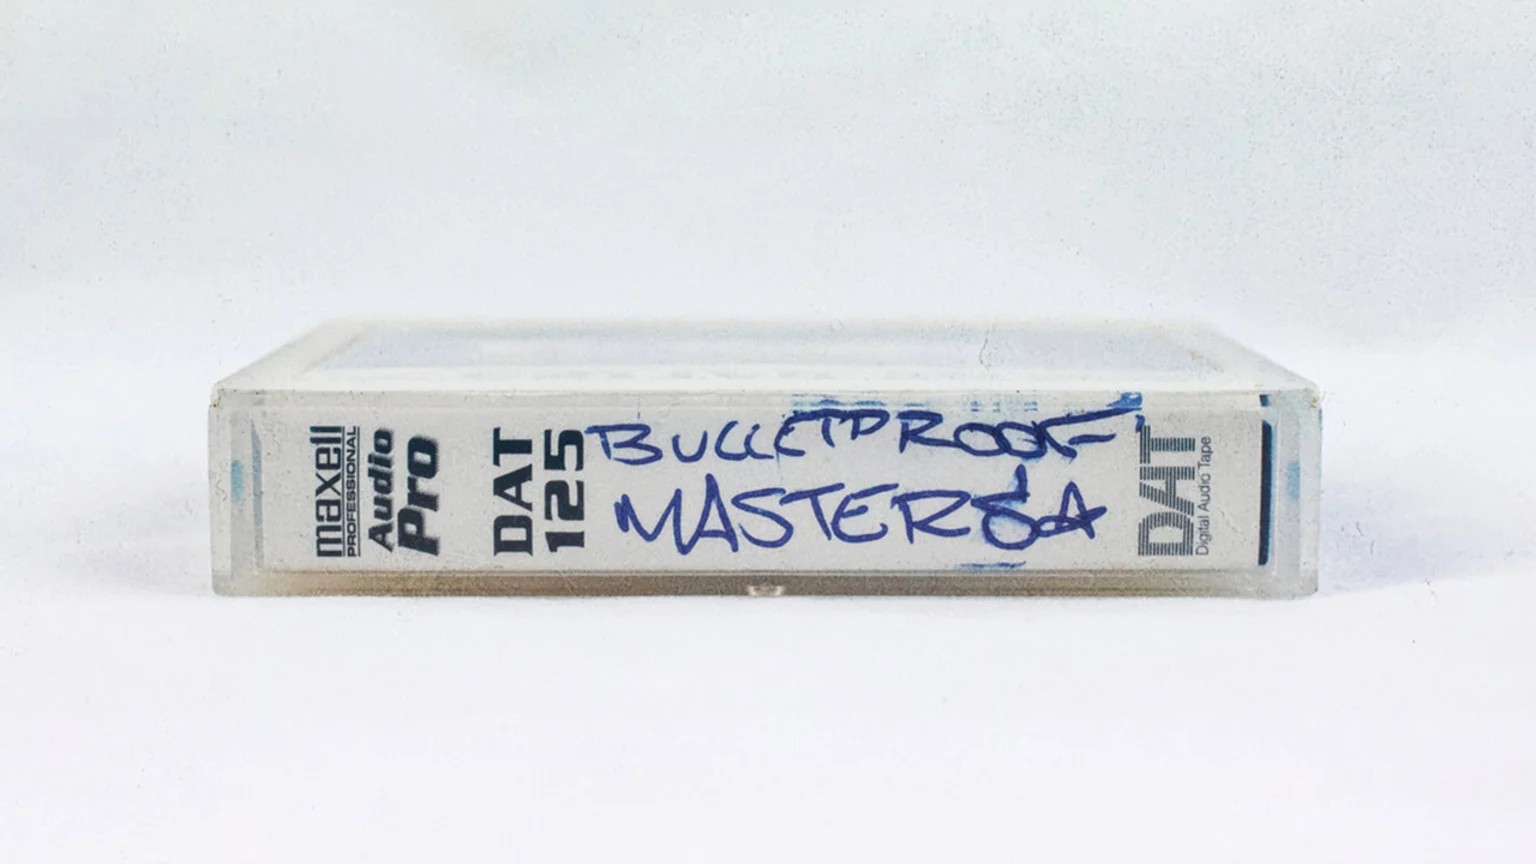 maxell
PROFESSIONAL
Audio
Pro
DAT
125
BULLETPROOF
MASTER
DAT
Digital Audio Tape